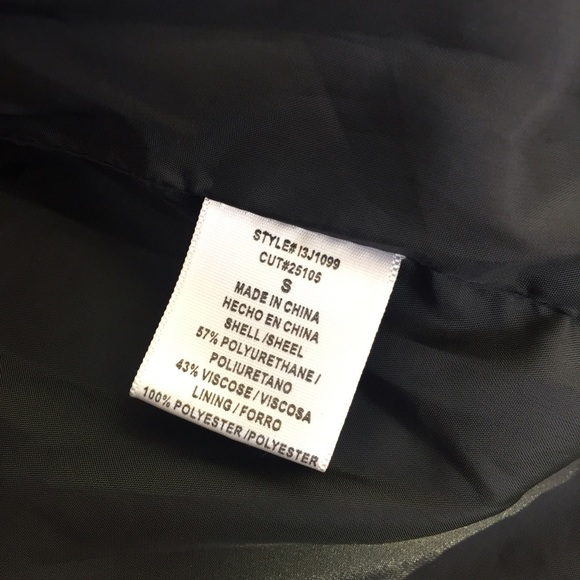 STYLE# I3J1099
CUT#25105
S
MADE IN CHINA
HECHO EN CHINA
SHELL /SHEEL
57% POLYURETHANE /
POLIURETANO
43% VISCOSE / VISCOSA
LINING / FORRO
100% POLYESTER /POLYESTER